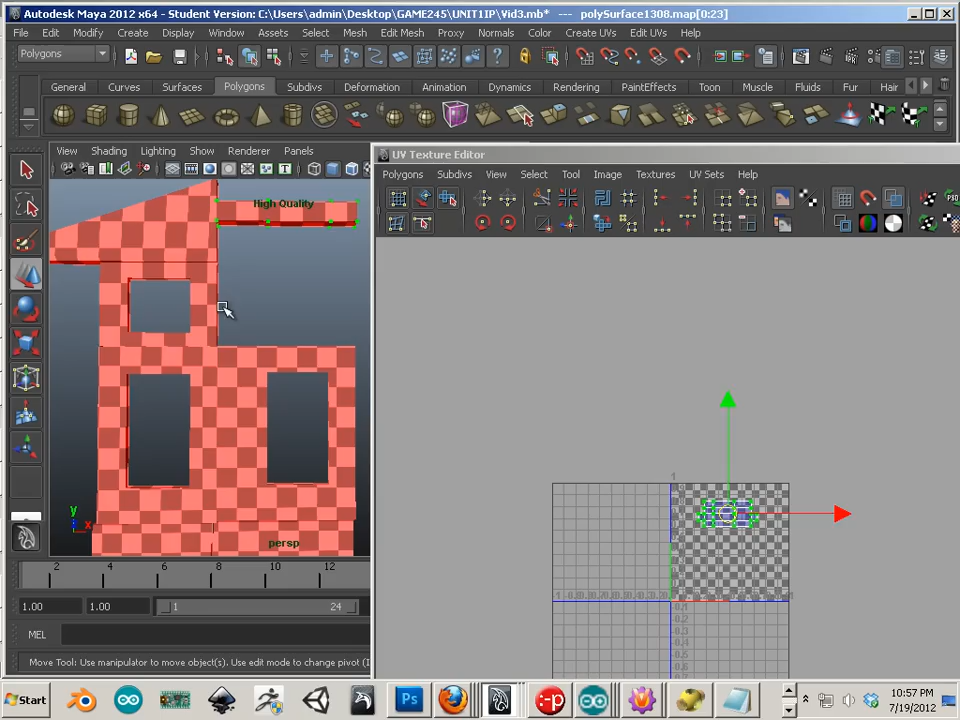 Autodesk Maya 2012 x64 - Student Version: C:\Users\admin\Desktop\GAME245\UNIT1IP\Vid3.mb* --- polySurface1308.map[0:23]
File Edit Modify Create Display Window Assets Select Mesh Edit Mesh Proxy Normals Color Create UVs Edit UVs Help
Polygons
General Curves Surfaces Polygons Subdivs Deformation Animation Dynamics Rendering PaintEffects Toon Muscle Fluids Fur Hair
View Shading Lighting Show Renderer Panels
UV Texture Editor
Polygons Subdivs View Select Tool Image Textures UV Sets Help
High Quality
y
x
persp
1
2 4 6 8 10 12
1.00 1.00 1 24
MEL
Move Tool: Use manipulator to move object(s). Use edit mode to change pivot (I
Start
Ps
10:57 PM
7/19/2012